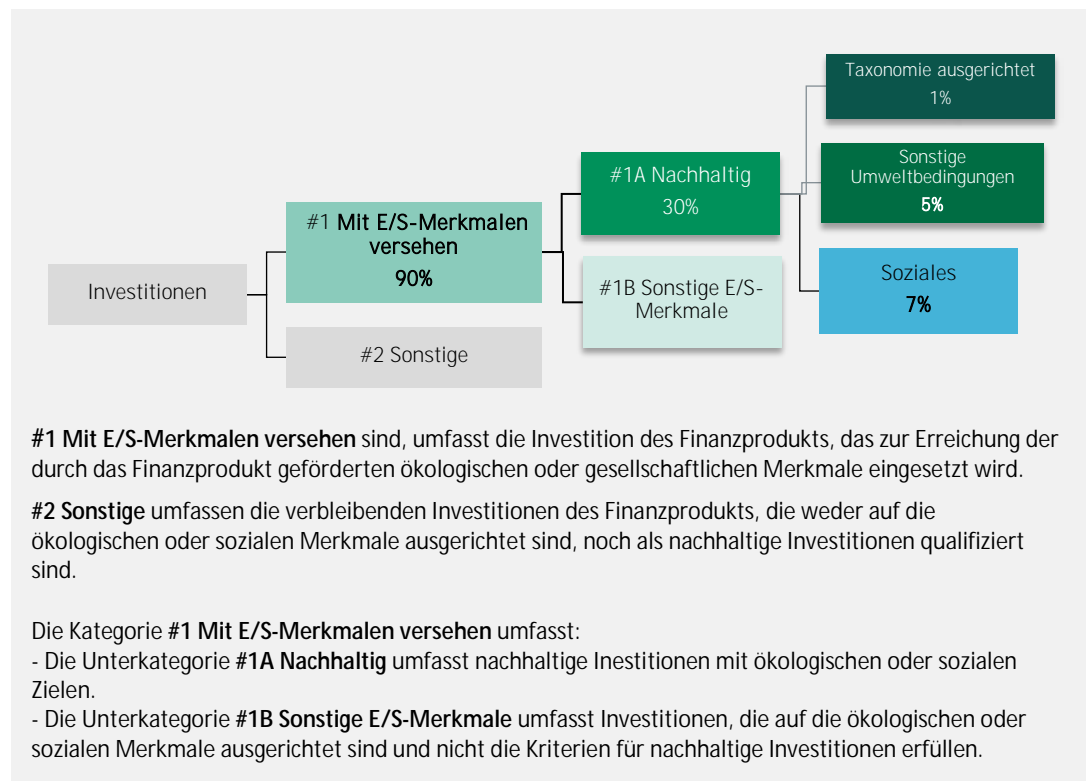 Taxonomie ausgerichtet
1%
#1A Nachhaltig
30%
Sonstige
Umweltbedingungen
5%
#1 Mit E/S-Merkmalen
versehen
90%
Investitionen
#1B Sonstige E/S-
Merkmale
Soziales
7%
#2 Sonstige
#1 Mit E/S-Merkmalen versehen sind, umfasst die Investition des Finanzprodukts, das zur Erreichung der
durch das Finanzprodukt geförderten ökologischen oder gesellschaftlichen Merkmale eingesetzt wird.
#2 Sonstige umfassen die verbleibenden Investitionen des Finanzprodukts, die weder auf die
ökologischen oder sozialen Merkmale ausgerichtet sind, noch als nachhaltige Investitionen qualifiziert
sind.
Die Kategorie #1 Mit E/S-Merkmalen versehen umfasst:
- Die Unterkategorie #1A Nachhaltig umfasst nachhaltige Inestitionen mit ökologischen oder sozialen
Zielen.
- Die Unterkategorie #1B Sonstige E/S-Merkmale umfasst Investitionen, die auf die ökologischen oder
sozialen Merkmale ausgerichtet sind und nicht die Kriterien für nachhaltige Investitionen erfüllen.